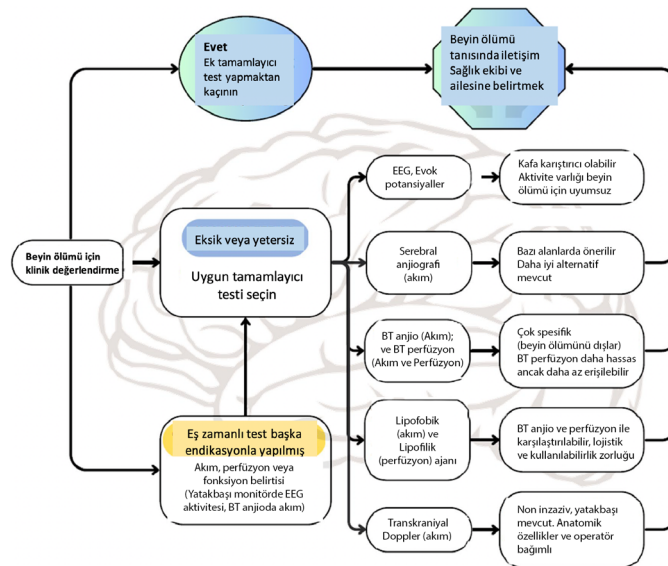 Evet
Ek tamamlayıcı
test yapmaktan
kaçının
Beyin ölümü
tanısında iletişim
Sağlık ekibi ve
ailesine belirtmek
Beyin ölümü için
klinik değerlendirme
Eksik veya yetersiz
Uygun tamamlayıcı
testi seçin
Eş zamanlı test başka
endikasyonla yapılmış
Akım, perfüzyon veya
fonksiyon belirtisi
(Yatakbaşı monitörde EEG
aktivitesi, BT anjioda akım)
EEG, Evok
potansiyaller
Kafa karıştırıcı olabilir
Aktivite varlığı beyin
ölümü için uyumsuz
Serebral
anjiografi
(akım)
Bazı alanlarda önerilir
Daha iyi alternatif
mevcut
BT anjio (Akım);
ve BT perfüzyon
(Akım ve Perfüzyon)
Çok spesifik
(beyin ölümünü dışlar)
BT perfüzyon daha hassas
ancak daha az erişilebilir
Lipofobik
(akım) ve
Lipofilik
(perfüzyon) ajanı
BT anjio ve perfüzyon ile
karşılaştırılabilir, lojistik
ve kullanılabilirlik zorluğu
Transkraniyal
Doppler (akım)
Non inzaziv, yatakbaşı
mevcut. Anatomik
özellikler ve operatör
bağımlı